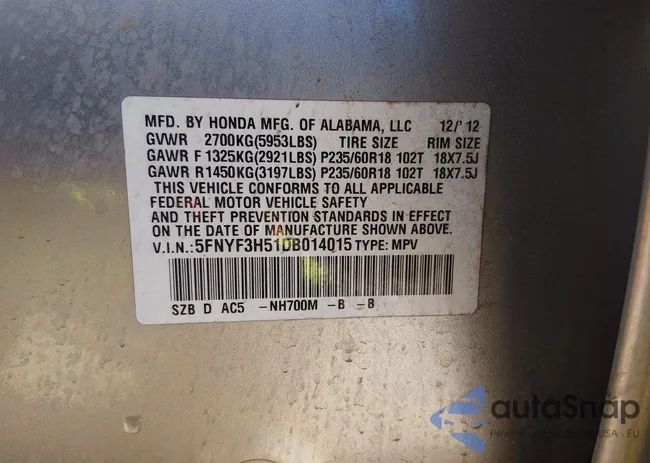 MFD. BY HONDA MFG. OF ALABAMA, LLC 12/'12
GVWR 2700KG(5953LBS) TIRE SIZE RIM SIZE
GAWR F 1325KG(2921LBS) P235/60R18 102T 18X7.5J
GAWR R1450KG(3197LBS) P235/60R18 102T 18X7.5J
THIS VEHICLE CONFORMS TO ALL APPLICABLE
FEDERAL MOTOR VEHICLE SAFETY
AND THEFT PREVENTION STANDARDS IN EFFECT
ON THE DATE OF MANUFACTURE SHOWN ABOVE.
V.I.N.:5FNYF3H51DB014015 TYPE: MPV
SZB D AC5 -NH700M -B -B
autoSnap
USA - EU